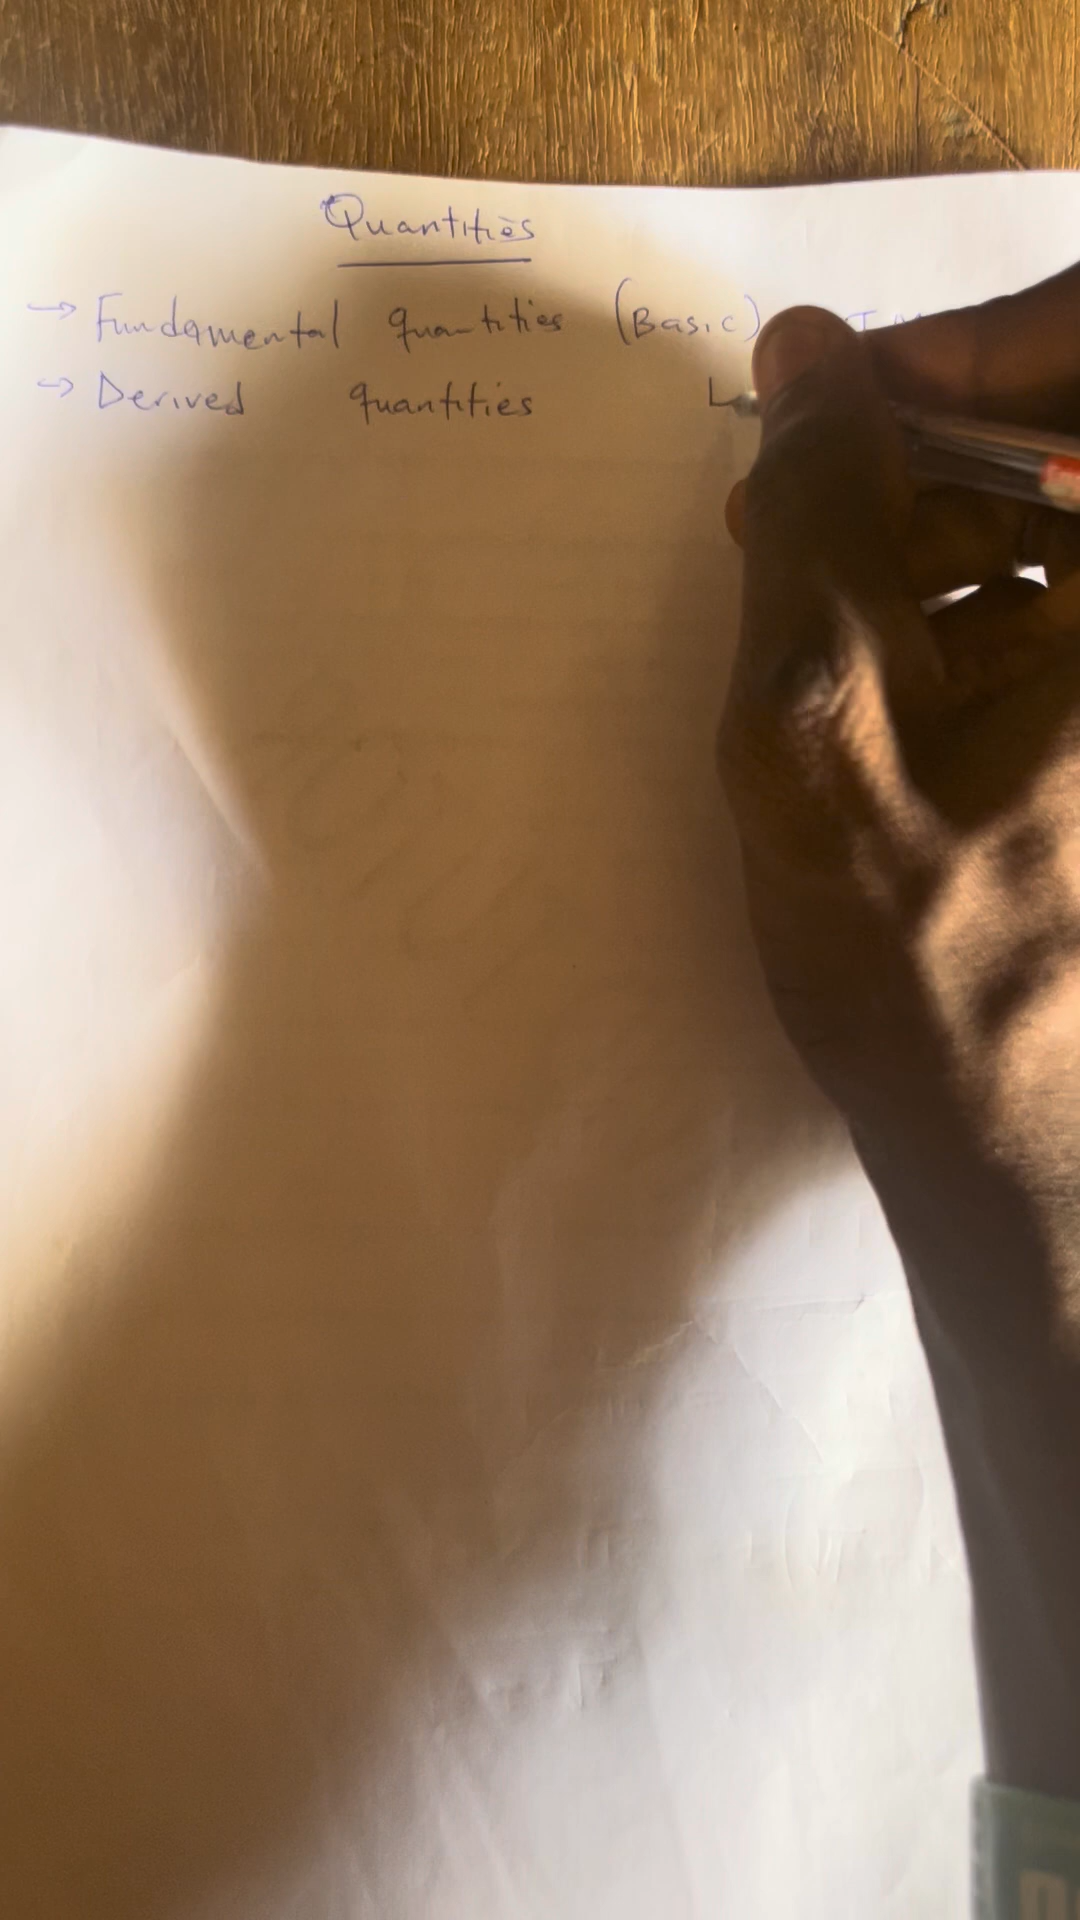 Quantities
→ Fundamental quantities (Basic)
→ Derived quantities L